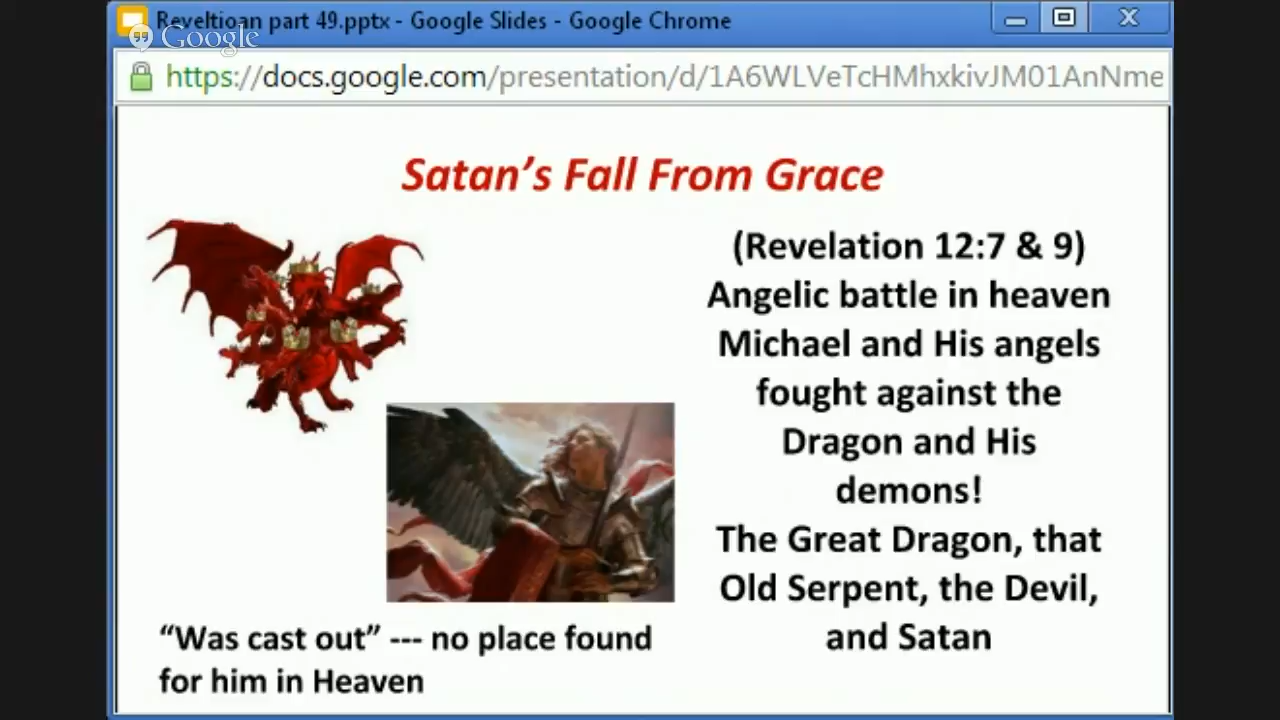 Reveltioan part 49.pptx - Google Slides - Google Chrome
Google
https://docs.google.com/presentation/d/1A6WLVeTcHMhxkivJM01AnNme
Satan's Fall From Grace
(Revelation 12:7 & 9)
Angelic battle in heaven
Michael and His angels
fought against the
Dragon and His
demons!
The Great Dragon, that
Old Serpent, the Devil,
and Satan
“Was cast out” --- no place found
for him in Heaven